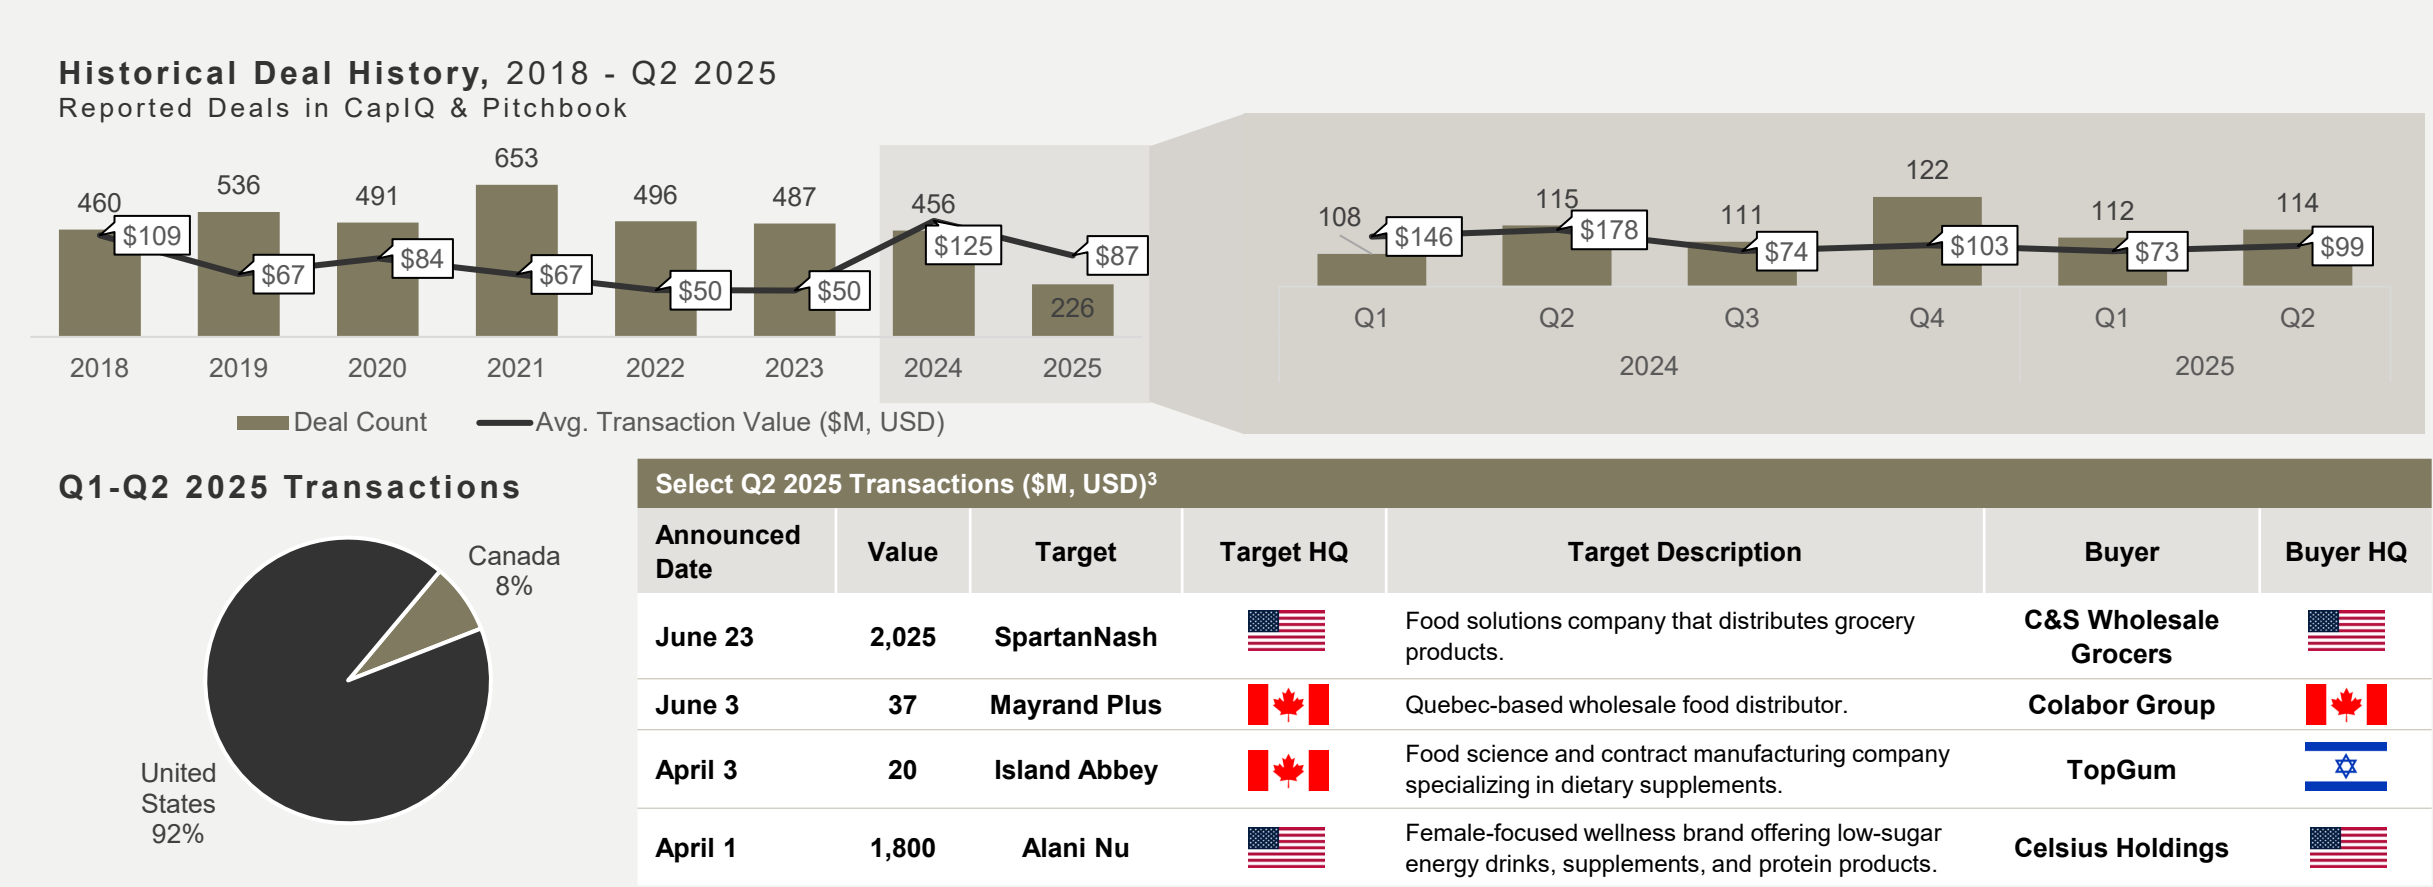 Historical Deal History, 2018 - Q2 2025
Reported Deals in CapIQ & Pitchbook
460
536
491
653
496
487
456
226
$109
$67
$84
$67
$50
$50
$125
$87
2018
2019
2020
2021
2022
2023
2024
2025
Deal Count
Avg. Transaction Value ($M, USD)
108
115
111
122
112
114
$146
$178
$74
$103
$73
$99
Q1
Q2
Q3
Q4
Q1
Q2
2024
2025
Q1-Q2 2025 Transactions
Canada
8%
United
States
92%
Select Q2 2025 Transactions ($M, USD)³
Announced
Date
Value
Target
Target HQ
Target Description
Buyer
Buyer HQ
June 23
2,025
SpartanNash
Food solutions company that distributes grocery
products.
C&S Wholesale
Grocers
June 3
37
Mayrand Plus
Quebec-based wholesale food distributor.
Colabor Group
April 3
20
Island Abbey
Food science and contract manufacturing company
specializing in dietary supplements.
TopGum
April 1
1,800
Alani Nu
Female-focused wellness brand offering low-sugar
energy drinks, supplements, and protein products.
Celsius Holdings